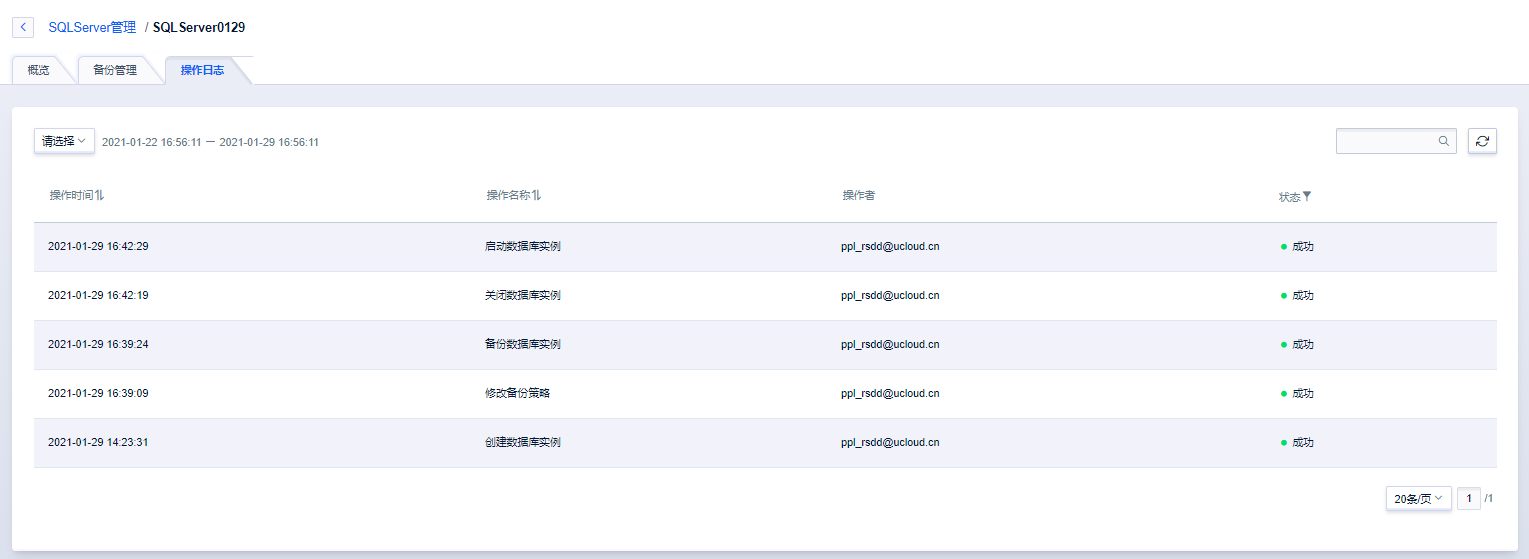 SQLServer管理 / SQLServer0129
概览 备份管理 操作日志
请选择 2021-01-22 16:56:11 — 2021-01-29 16:56:11
操作时间 操作名称 操作者 状态
2021-01-29 16:42:29 启动数据库实例 ppl_rsdd@ucloud.cn 成功
2021-01-29 16:42:19 关闭数据库实例 ppl_rsdd@ucloud.cn 成功
2021-01-29 16:39:24 备份数据库实例 ppl_rsdd@ucloud.cn 成功
2021-01-29 16:39:09 修改备份策略 ppl_rsdd@ucloud.cn 成功
2021-01-29 14:23:31 创建数据库实例 ppl_rsdd@ucloud.cn 成功
20条/页 1 /1